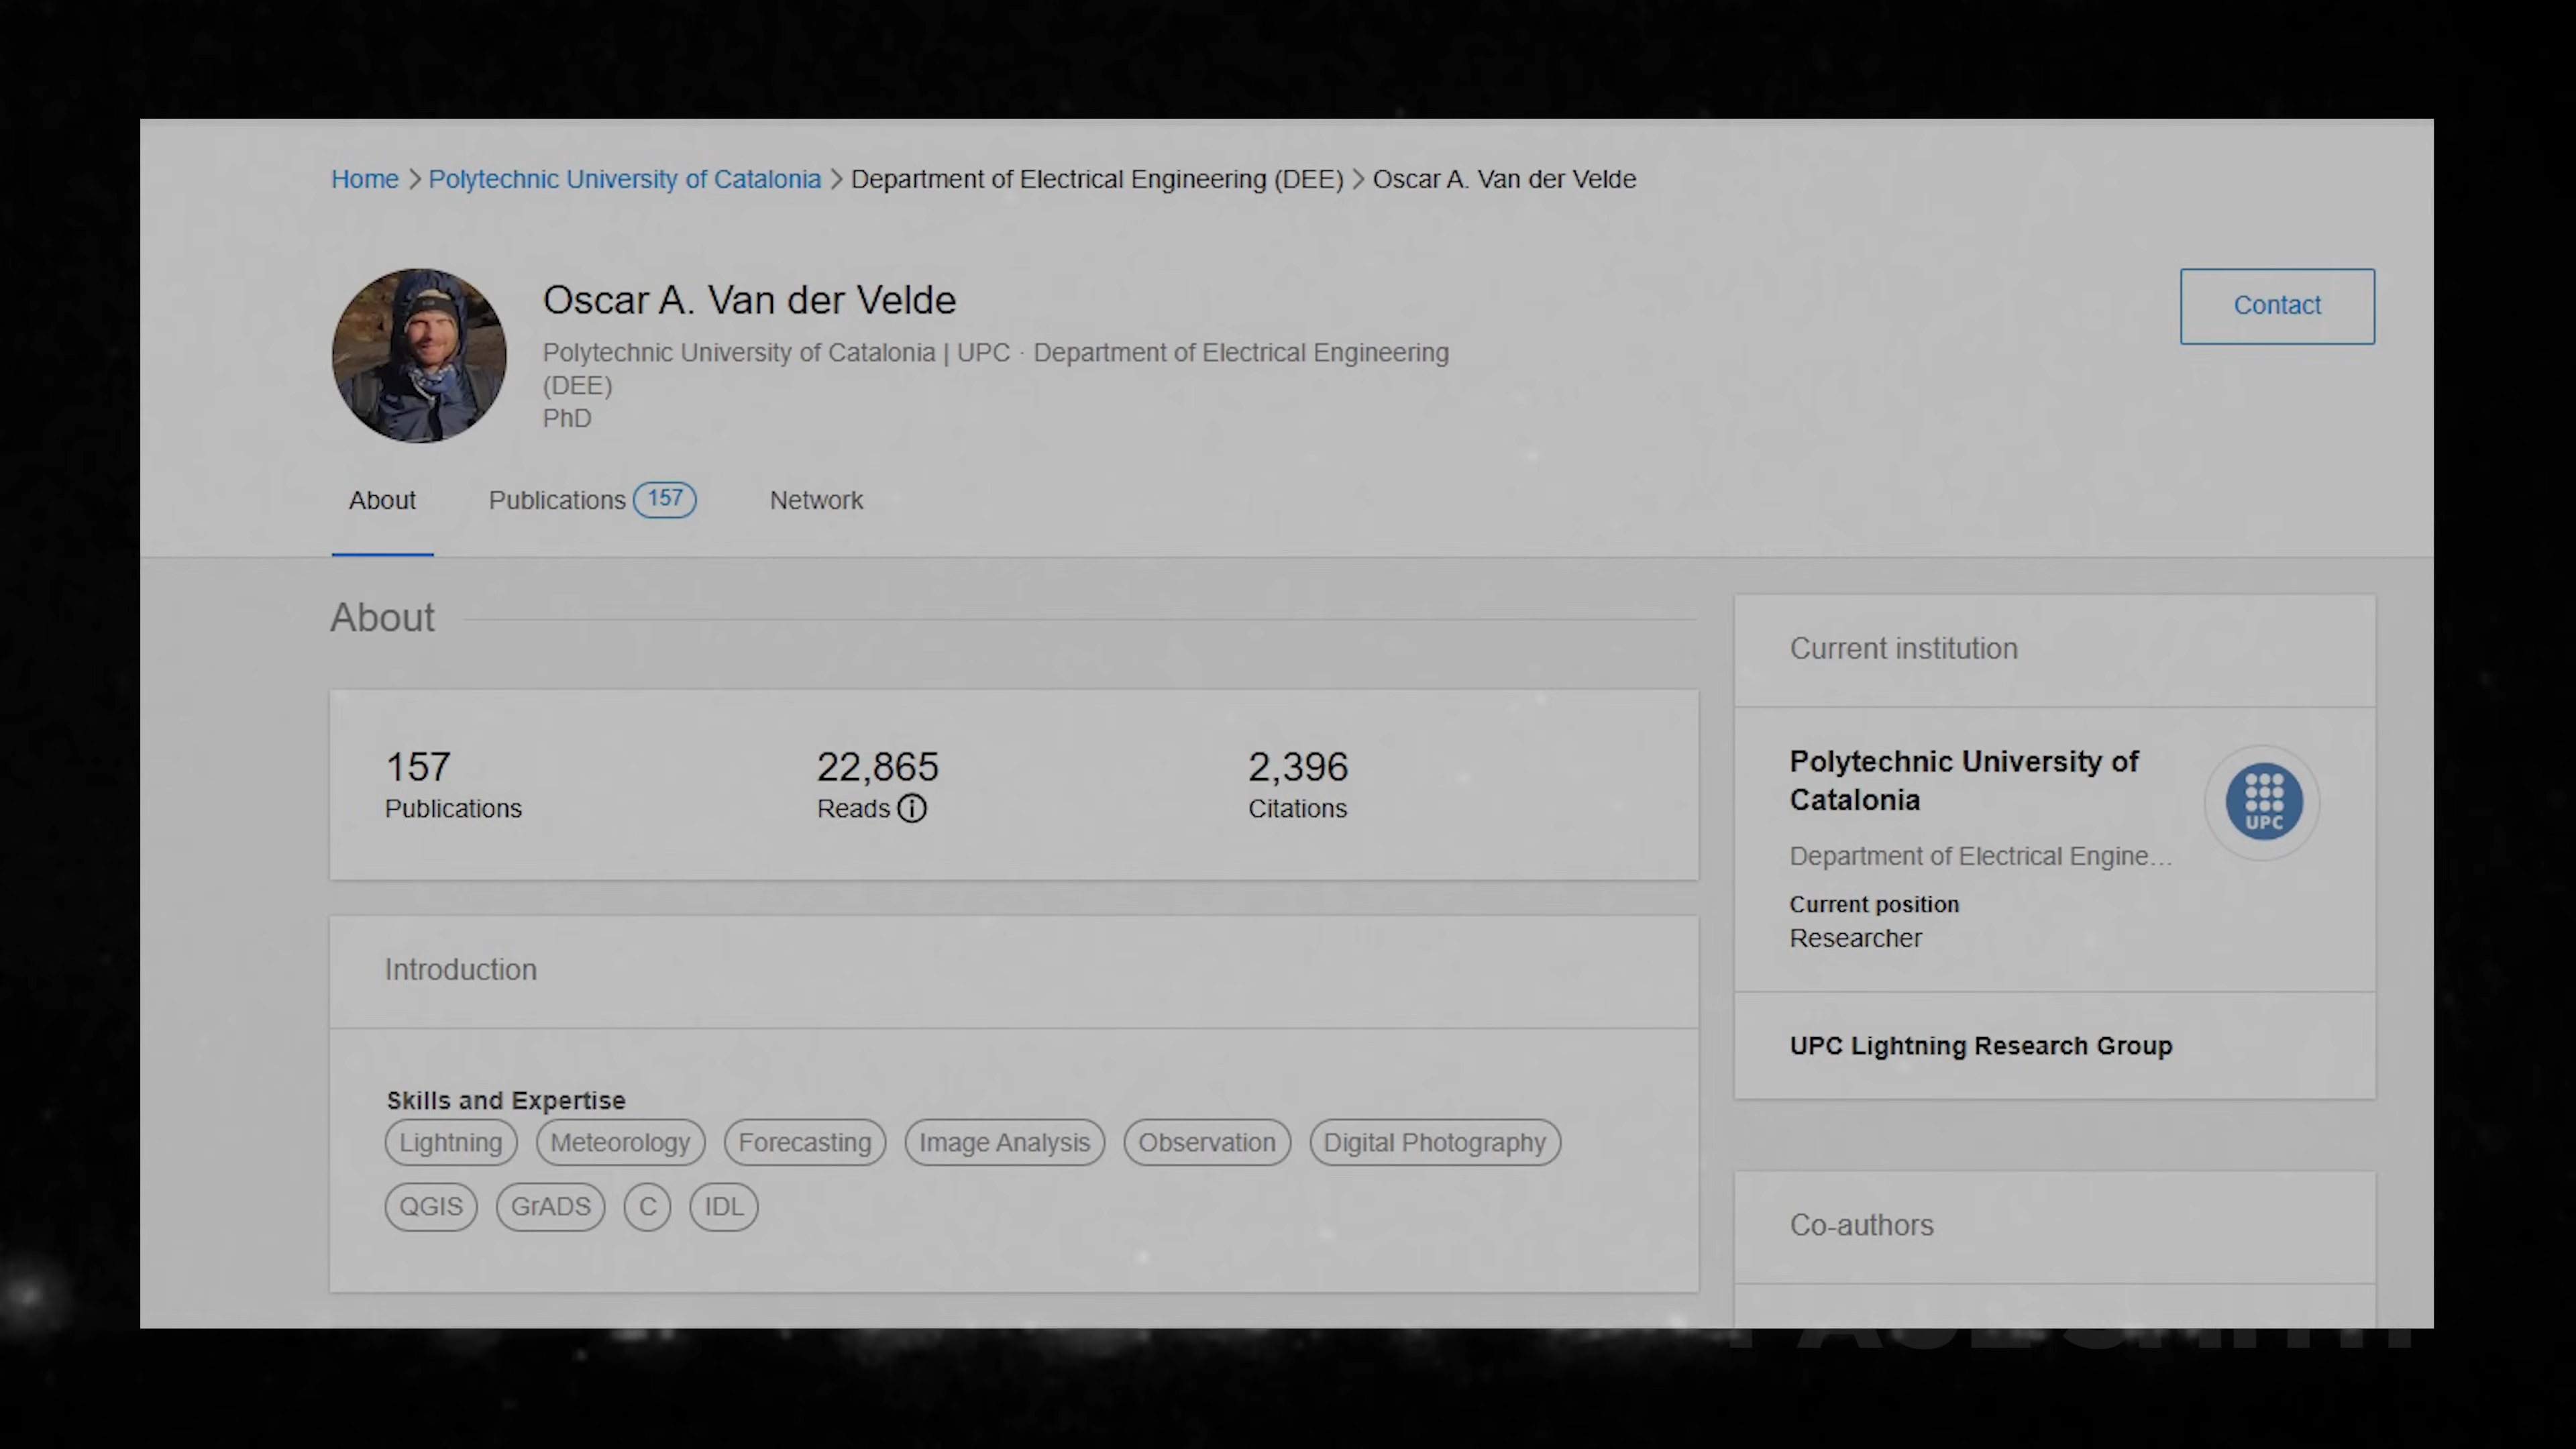 Home > Polytechnic University of Catalonia > Department of Electrical Engineering (DEE) > Oscar A. Van der Velde
Oscar A. Van der Velde
Contact
Polytechnic University of Catalonia | UPC · Department of Electrical Engineering
(DEE)
PhD
About
Publications 157
Network
About
157
Publications
22,865
Reads
2,396
Citations
Introduction
Skills and Expertise
Lightning Meteorology Forecasting Image Analysis Observation Digital Photography
QGIS GrADS C IDL
Current institution
Polytechnic University of
Catalonia
UPC
Department of Electrical Engine...
Current position
Researcher
UPC Lightning Research Group
Co-authors